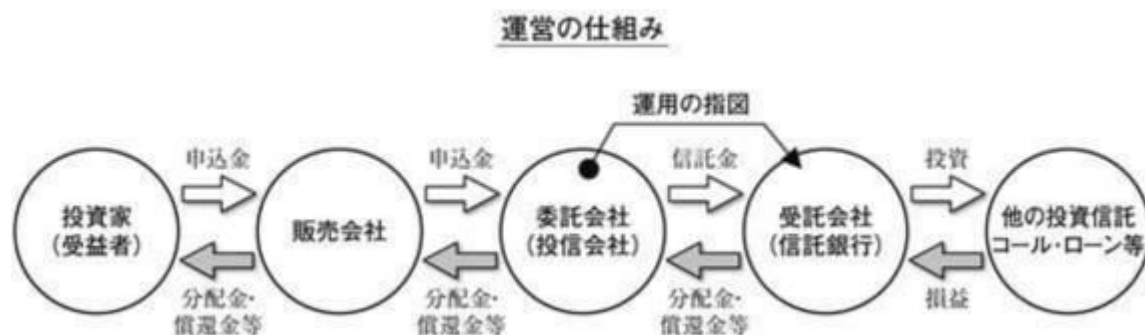 運営の仕組み
運用の指図
申込金
申込金
信託金
投資
投資家
（受益者）
販売会社
委託会社
（投信会社）
受託会社
（信託銀行）
他の投資信託
コール・ローン等
分配金・
償還金等
分配金・
償還金等
分配金・
償還金等
損益